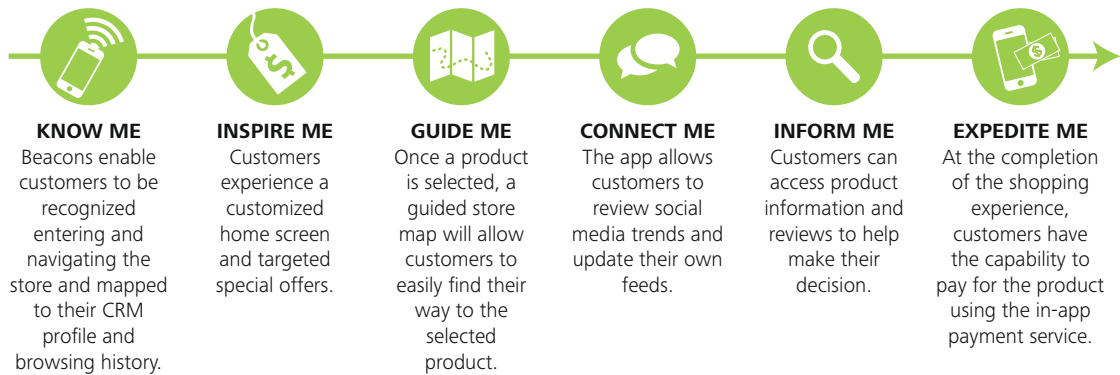 KNOW ME
Beacons enable
customers to be
recognized
entering and
navigating the
store and mapped
to their CRM
profile and
browsing history.
INSPIRE ME
Customers
experience a
customized
home screen
and targeted
special offers.
GUIDE ME
Once a product
is selected, a
guided store
map will allow
customers to
easily find their
way to the
selected
product.
CONNECT ME
The app allows
customers to
review social
media trends and
update their own
feeds.
INFORM ME
Customers can
access product
information and
reviews to help
make their
decision.
EXPEDITE ME
At the completion
of the shopping
experience,
customers have
the capability to
pay for the product
using the in-app
payment service.